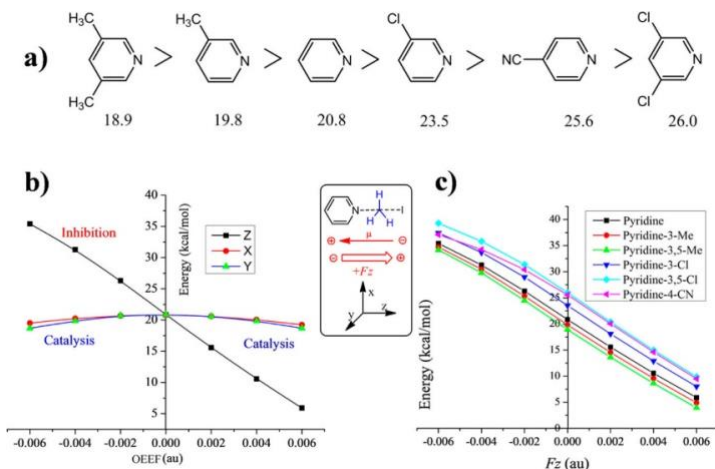 a)
H₃C
N
>
H₃C
18.9
H₃C
N
>
19.8
N
>
20.8
Cl
N
>
23.5
NC
N
>
25.6
Cl
N
Cl
26.0
b)
Energy (kcal/mol)
40
35
30
25
20
15
10
5
Inhibition
Catalysis
Catalysis
Z
X
Y
-0.006 -0.004 -0.002 0.000 0.002 0.004 0.006
OEEF (au)
H
N C I
H H
⊕ μ ⊖
⊖ ⊕
+Fz
x
y z
c)
Energy (kcal/mol)
40
35
30
25
20
15
10
5
0
Pyridine
Pyridine-3-Me
Pyridine-3,5-Me
Pyridine-3-Cl
Pyridine-3,5-Cl
Pyridine-4-CN
-0.006 -0.004 -0.002 0.000 0.002 0.004 0.006
Fz (au)